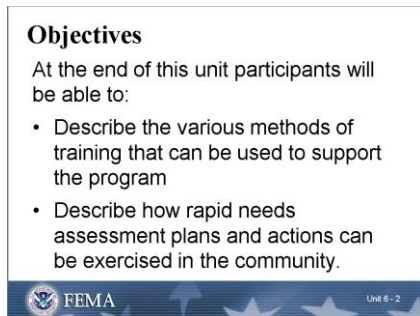 Objectives
At the end of this unit participants will
be able to:
• Describe the various methods of
training that can be used to support
the program
• Describe how rapid needs
assessment plans and actions can
be exercised in the community.
FEMA
Unit 6 - 2